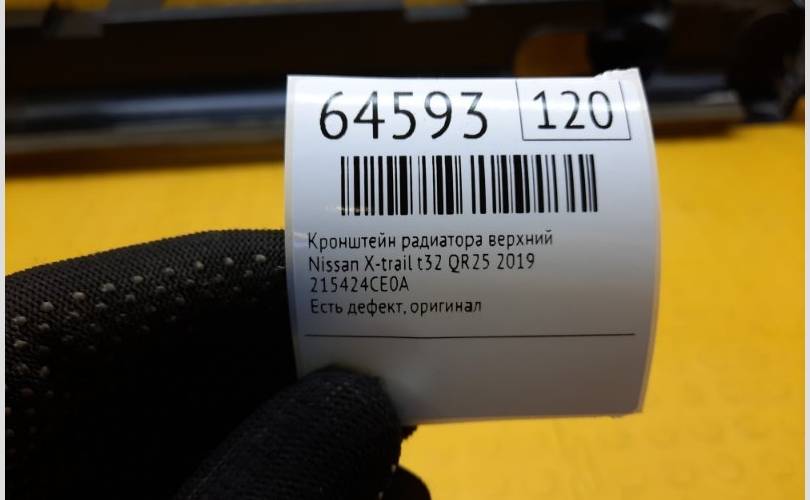 64593 120
Кронштейн радиатора верхний
Nissan X-trail t32 QR25 2019
215424CE0A
Есть дефект, оригинал